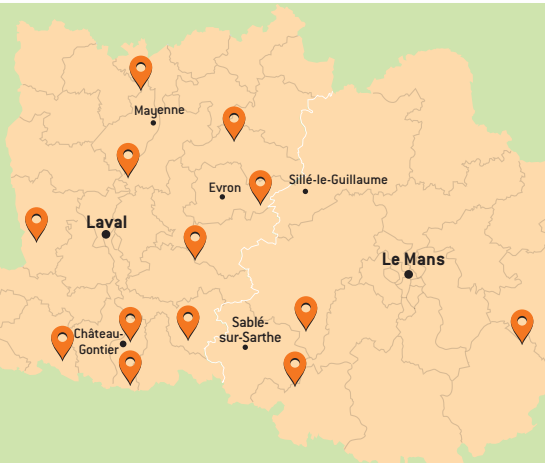 Mayenne
Evron
Sillé-le-Guillaume
Laval
Le Mans
Château-
Gontier
Sablé-
sur-Sarthe